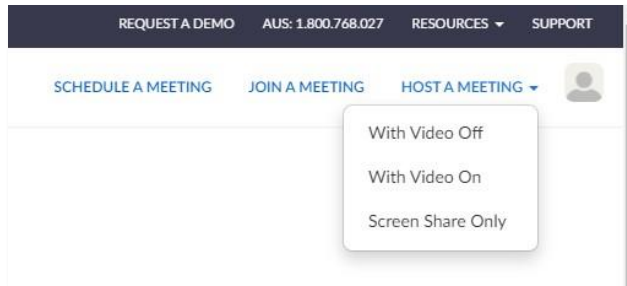 REQUEST A DEMO AUS: 1.800.768.027 RESOURCES SUPPORT
SCHEDULE A MEETING JOIN A MEETING HOST A MEETING
With Video Off
With Video On
Screen Share Only